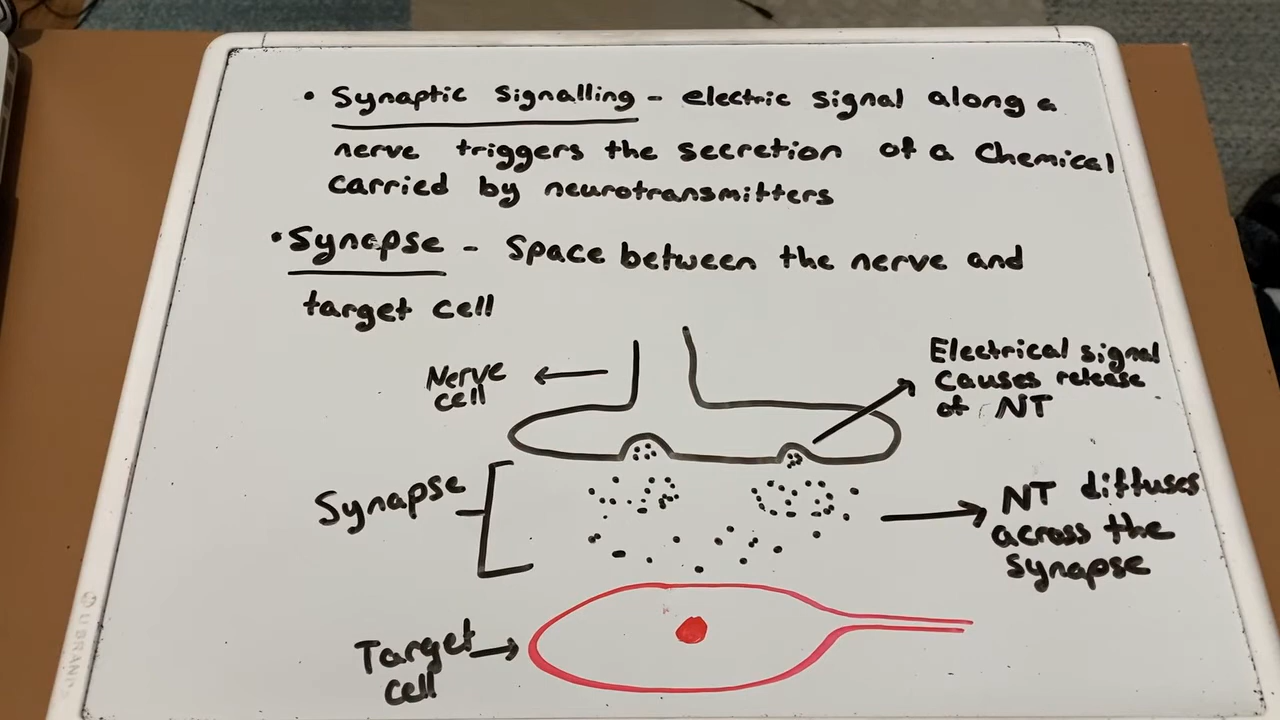 • Synaptic Signalling - electric signal along a
nerve triggers the secretion of a Chemical
carried by neurotransmitters
• Synapse - Space between the nerve and
target cell
Nerve
cell
Electrical signal
causes release
of NT
Synapse
NT diffuses
across the
Synapse
Target
cell